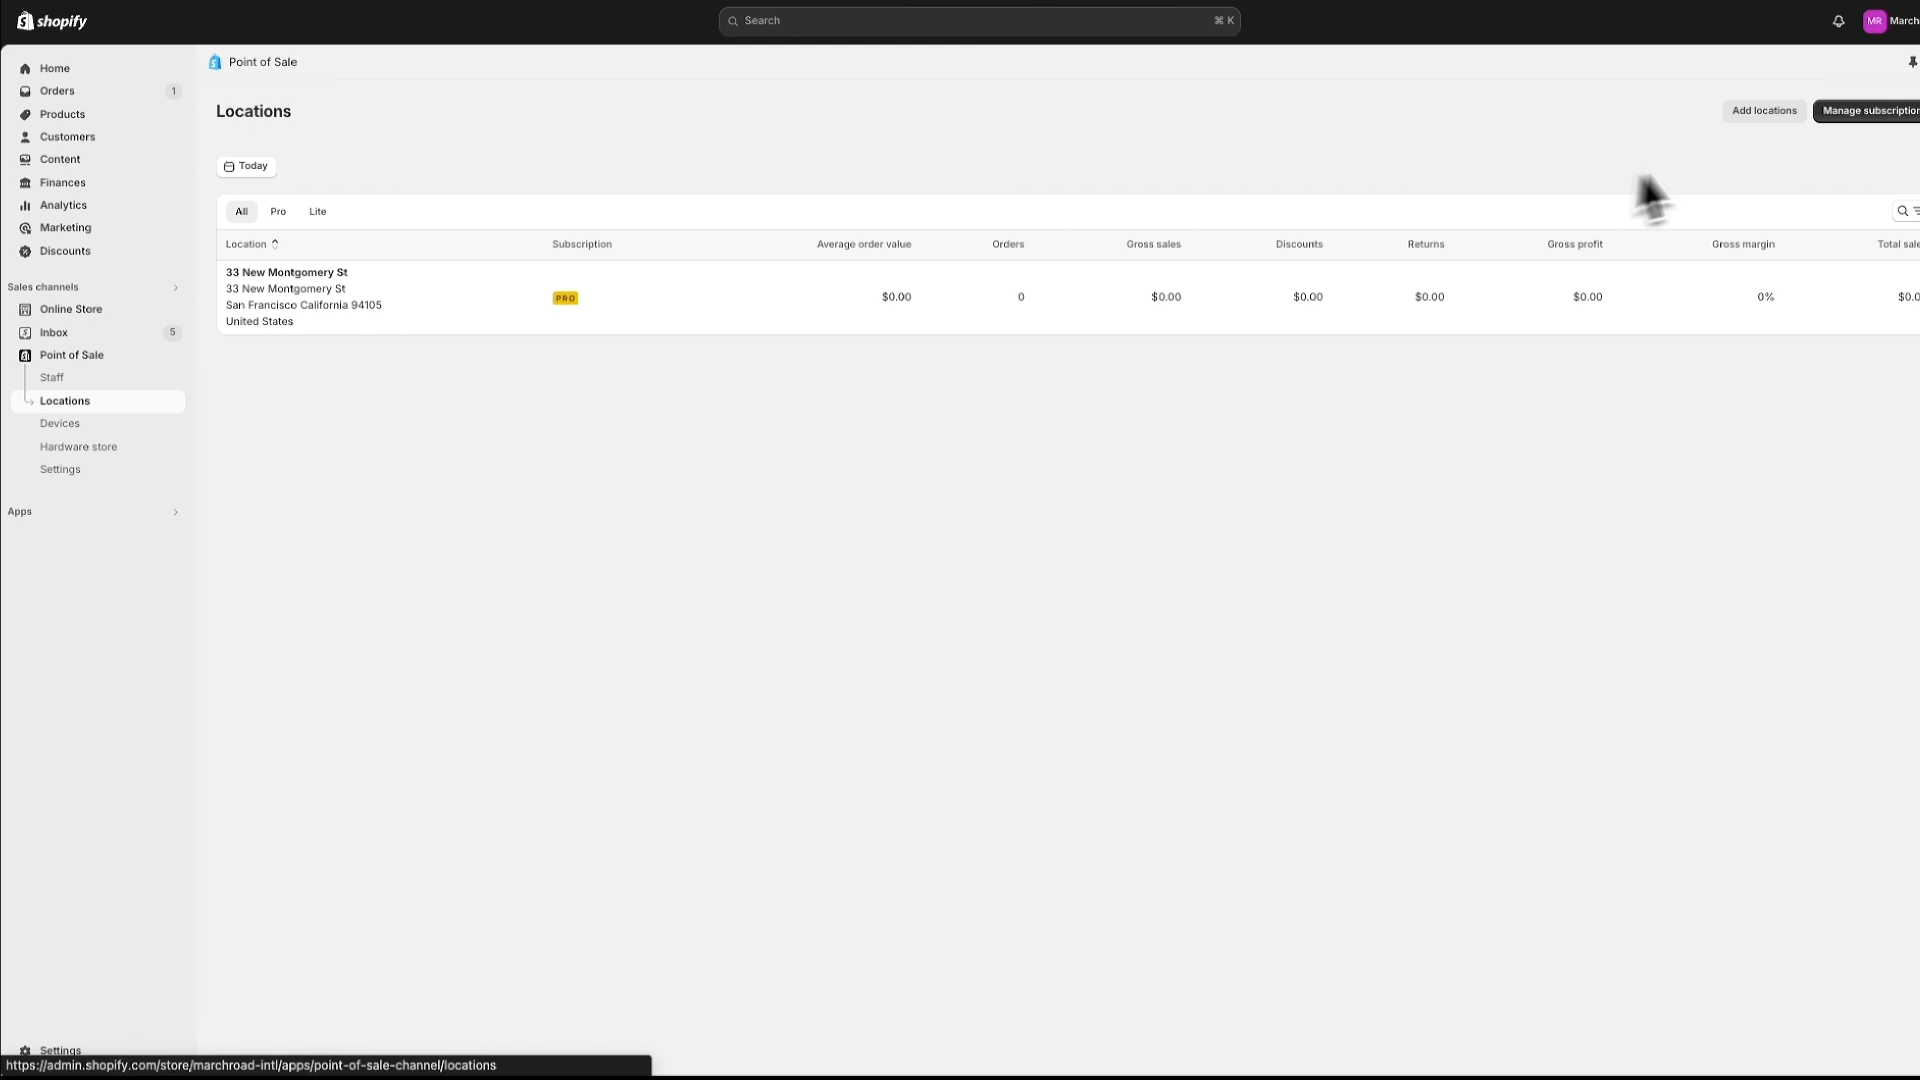 shopify
Search
⌘ K
MR
March
Home
Orders
1
Products
Customers
Content
Finances
Analytics
Marketing
Discounts
Sales channels
Online Store
Inbox
5
Point of Sale
Staff
Locations
Devices
Hardware store
Settings
Apps
Settings
Point of Sale
Locations
Add locations
Manage subscription
Today
All
Pro
Lite
Location
Subscription
Average order value
Orders
Gross sales
Discounts
Returns
Gross profit
Gross margin
Total sale
33 New Montgomery St
33 New Montgomery St
San Francisco California 94105
United States
PRO
$0.00
0
$0.00
$0.00
$0.00
$0.00
0%
$0.0
https://admin.shopify.com/store/marchroad-intl/apps/point-of-sale-channel/locations